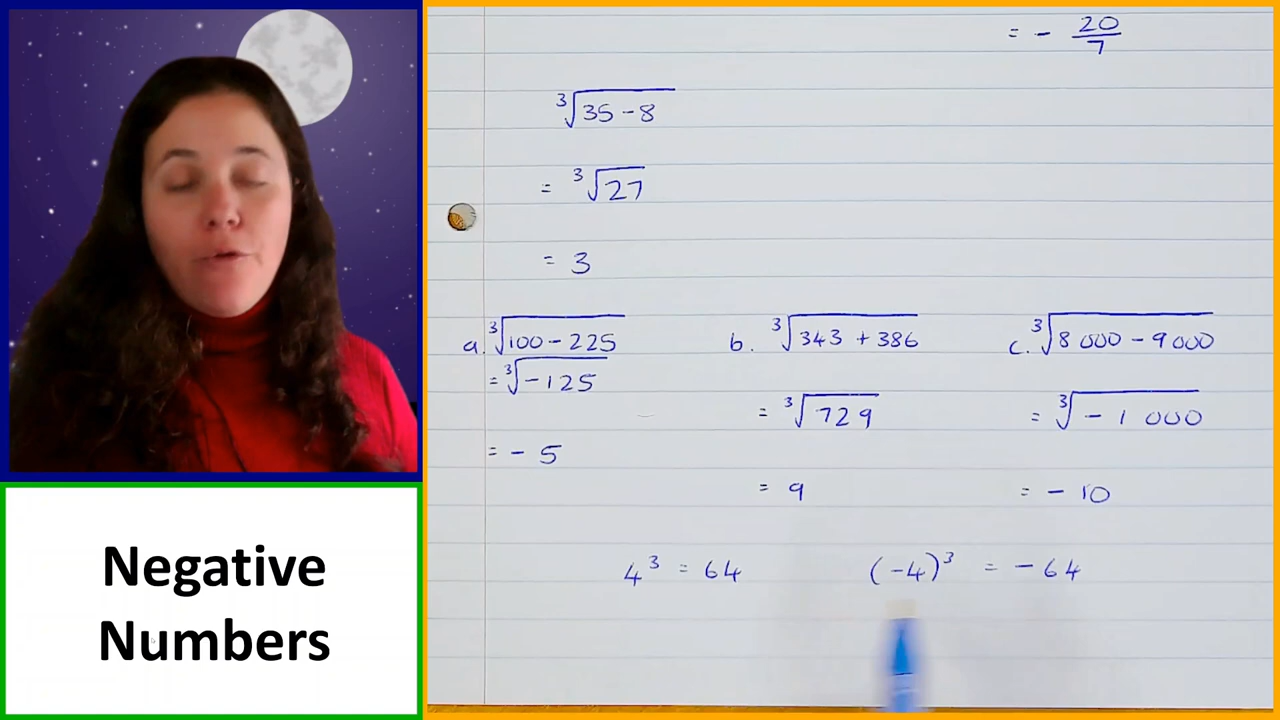 = - 20/7
³√35 - 8
= ³√27
= 3
a. ³√100 - 225
= ³√-125
= - 5
b. ³√343 + 386
= ³√729
= 9
c. ³√8 000 - 9 000
= ³√- 1 000
= - 10
4³ = 64
(-4)³ = - 64
Negative
Numbers